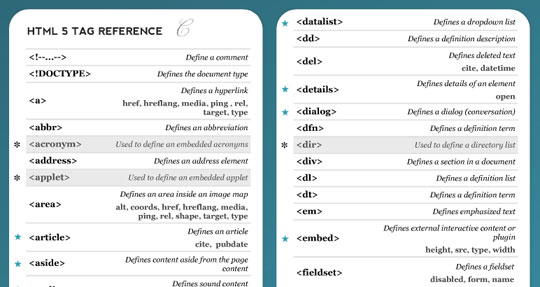 HTML 5 TAG REFERENCE
<!--...--> Define a comment
<!DOCTYPE> Defines the document type
<a> Defines a hyperlink
href, hreflang, media, ping , rel,
target, type
<abbr> Defines an abbreviation
* <acronym> Used to define an embedded acronyms
<address> Defines an address element
* <applet> Used to define an embedded applet
<area> Defines an area inside an image map
alt, coords, href, hreflang, media,
ping, rel, shape, target, type
★ <article> Defines an article
cite, pubdate
★ <aside> Defines content aside from the page
content
Defines sound content
★ <datalist> Defines a dropdown list
<dd> Defines a definition description
<del> Defines deleted text
cite, datetime
★ <details> Defines details of an element
open
★ <dialog> Defines a dialog (conversation)
<dfn> Defines a definition term
* <dir> Used to define a directory list
<div> Defines a section in a document
<dl> Defines a definition list
<dt> Defines a definition term
<em> Defines emphasized text
★ <embed> Defines external interactive content or
plugin
height, src, type, width
<fieldset> Defines a fieldset
disabled, form, name